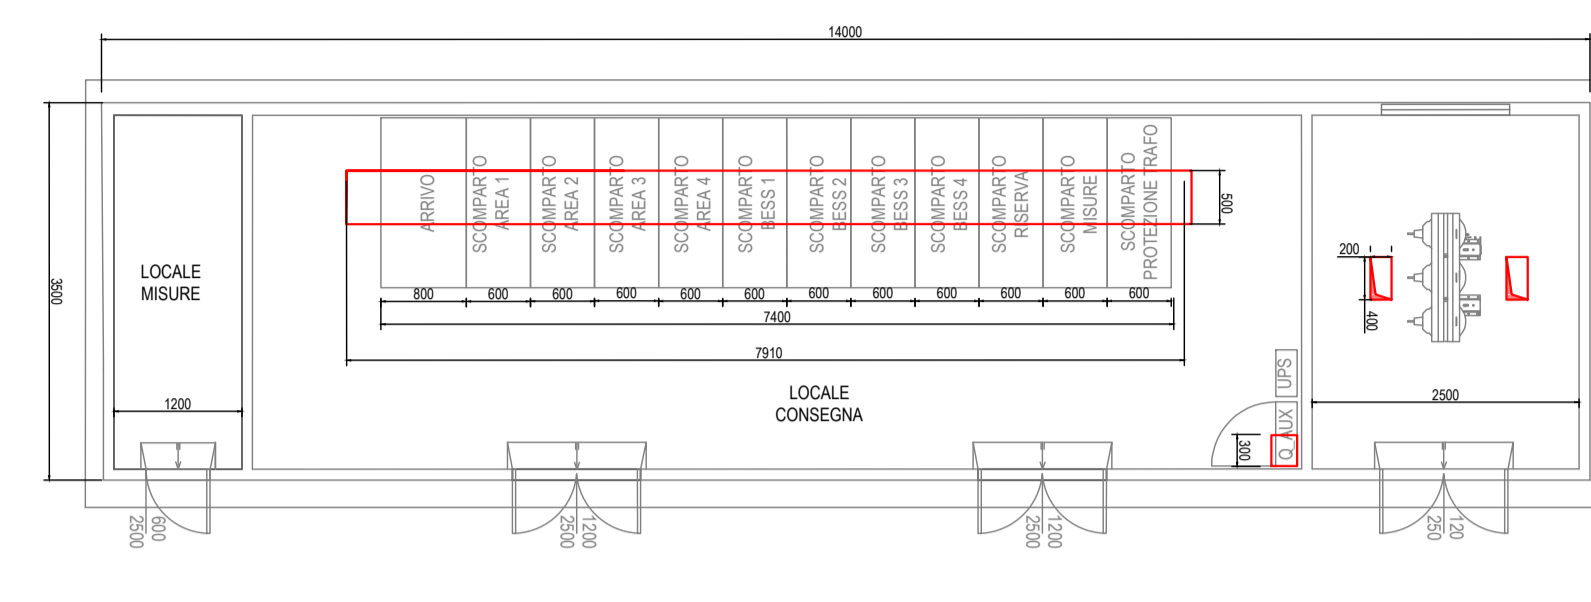 14000
3500
LOCALE
MISURE
1200
ARRIVO
SCOMPARTO
AREA 1
SCOMPARTO
AREA 2
SCOMPARTO
AREA 3
SCOMPARTO
AREA 4
SCOMPARTO
BESS 1
SCOMPARTO
BESS 2
SCOMPARTO
BESS 3
SCOMPARTO
BESS 4
SCOMPARTO
RISERVA
SCOMPARTO
MISURE
SCOMPARTO
PROTEZIONE TRAFO
500
800
600
600
600
600
600
600
600
600
600
600
600
7400
7910
LOCALE
CONSEGNA
UPS
Q_AUX
300
200
400
2500
600
2500
1200
2500
1200
2500
120
250